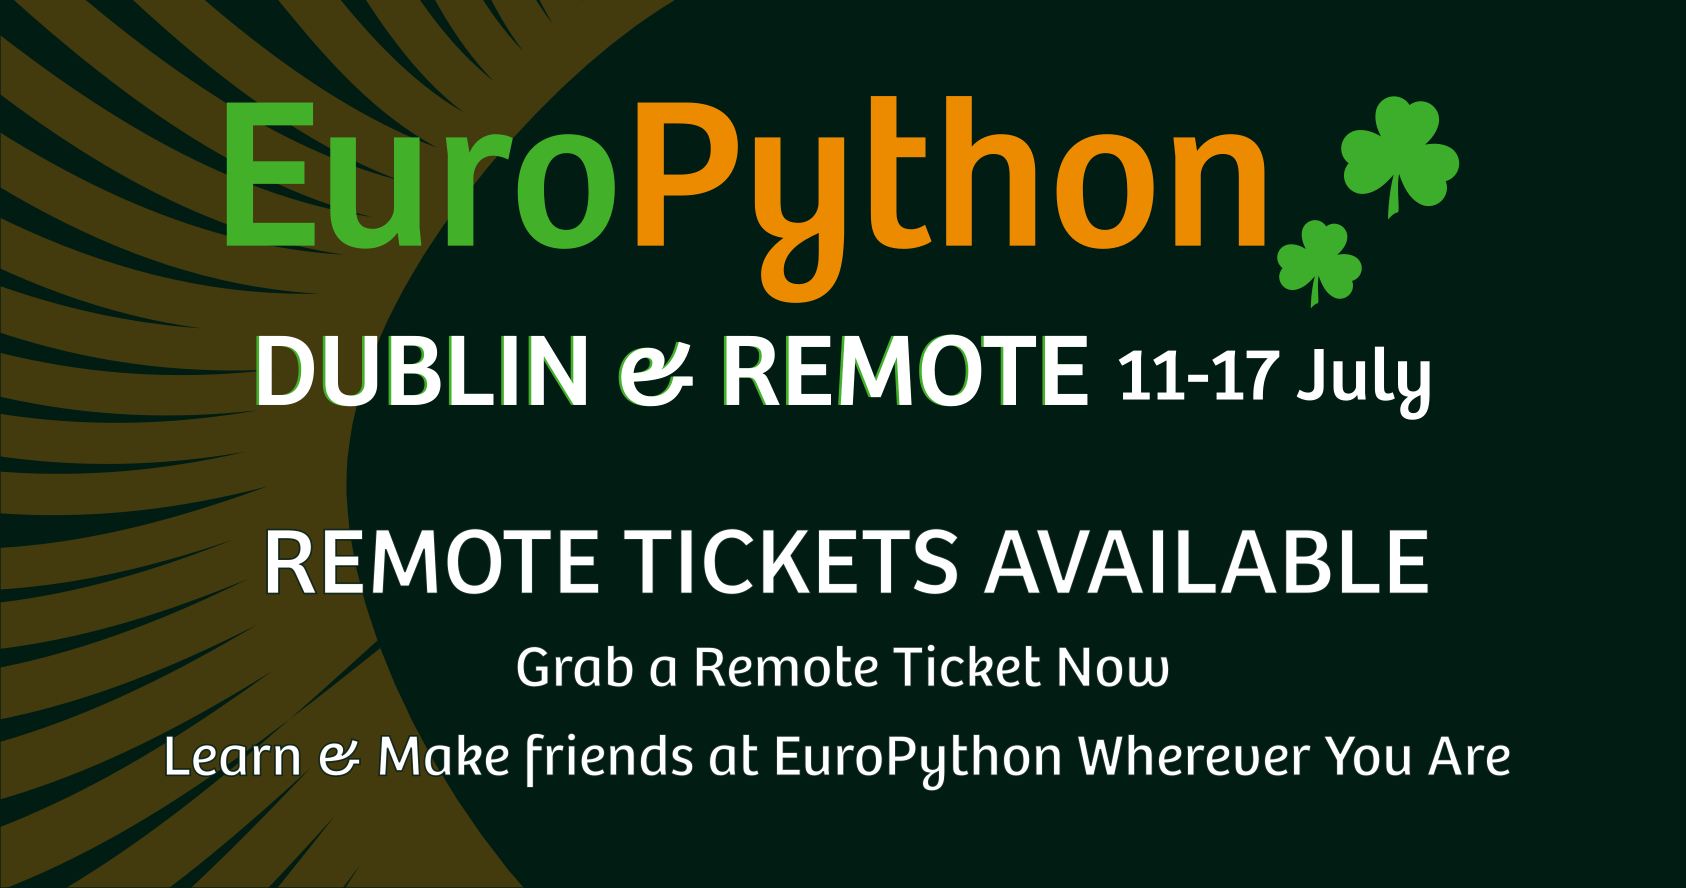 EuroPython
DUBLIN & REMOTE 11-17 July
REMOTE TICKETS AVAILABLE
Grab a Remote Ticket Now
Learn & Make friends at EuroPython Wherever You Are